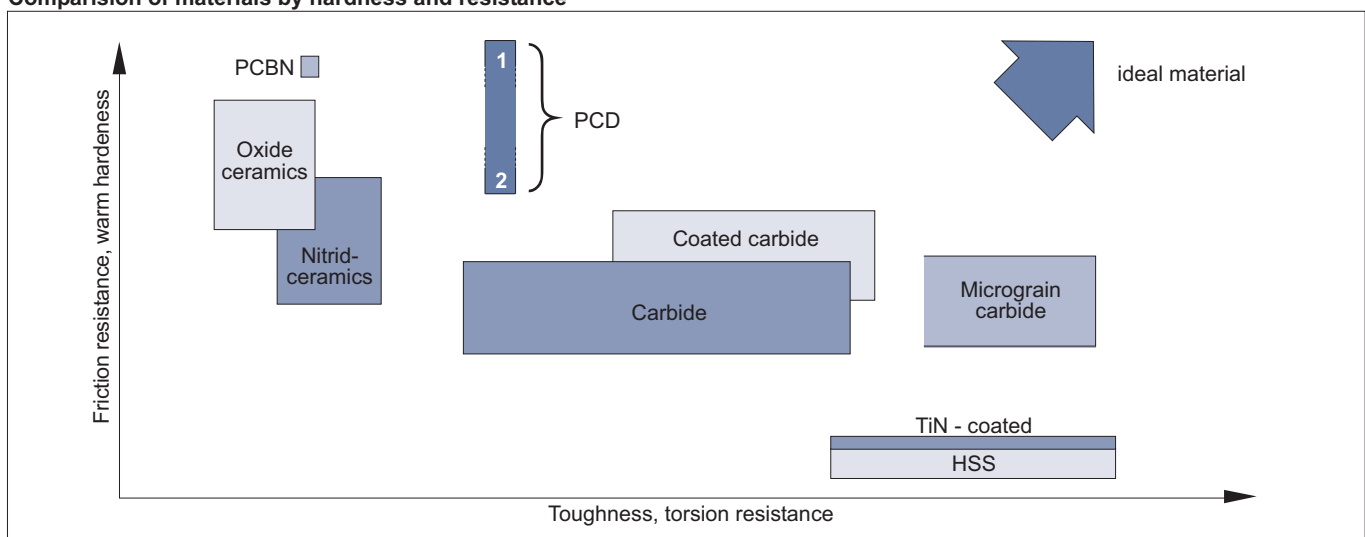 Comparision of materials by hardness and resistance
PCBN
1
ideal material
PCD
Oxide
ceramics
2
Coated carbide
Nitrid-
ceramics
Carbide
Micrograin
carbide
Friction resistance, warm hardeness
TiN - coated
HSS
Toughness, torsion resistance